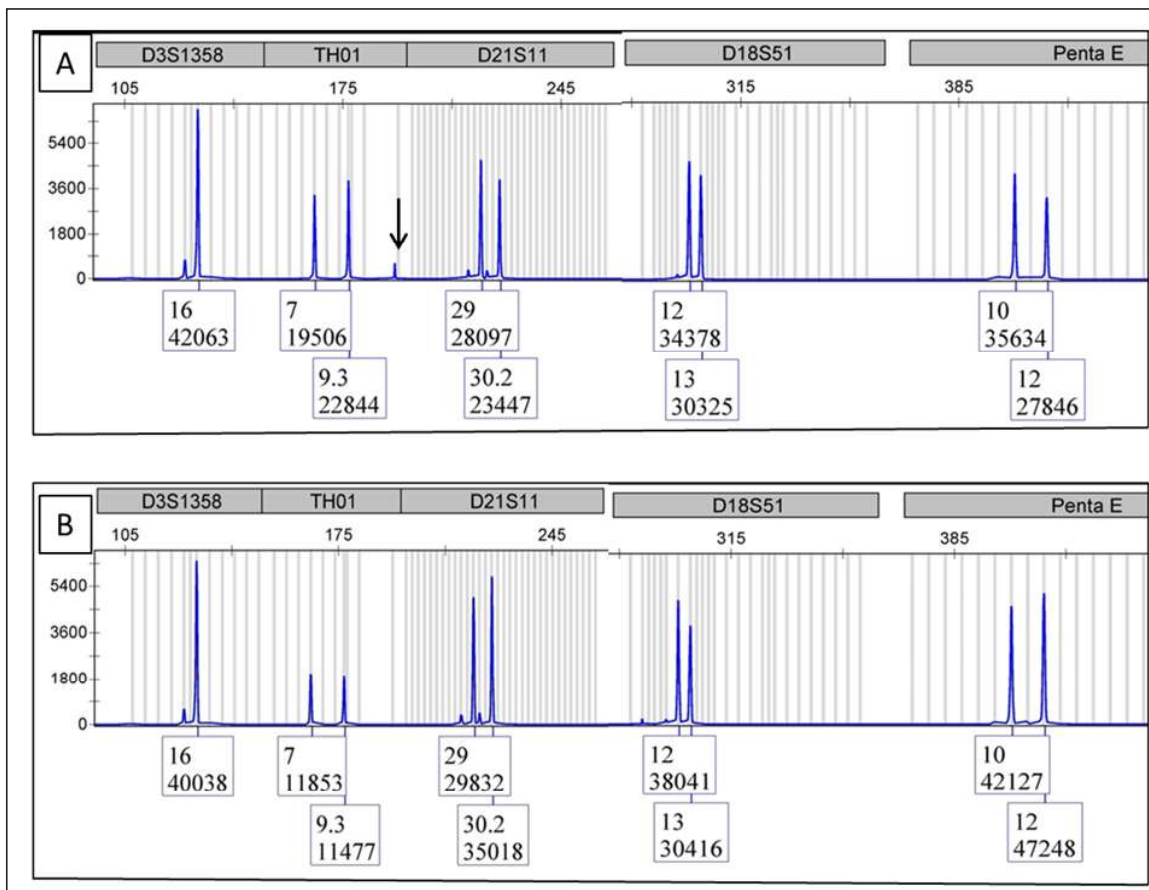 A
D3S1358 TH01 D21S11 D18S51 Penta E
105 175 245 315 385
5400
3600
1800
0
16 7 29 12 10
42063 19506 28097 34378 35634
9.3 30.2 13 12
22844 23447 30325 27846
B
D3S1358 TH01 D21S11 D18S51 Penta E
105 175 245 315 385
5400
3600
1800
0
16 7 29 12 10
40038 11853 29832 38041 42127
9.3 30.2 13 12
11477 35018 30416 47248